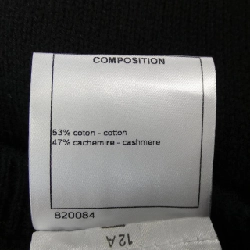 COMPOSITION
53% coton - cotton
47% cachemire - cashmere
B20084
12A